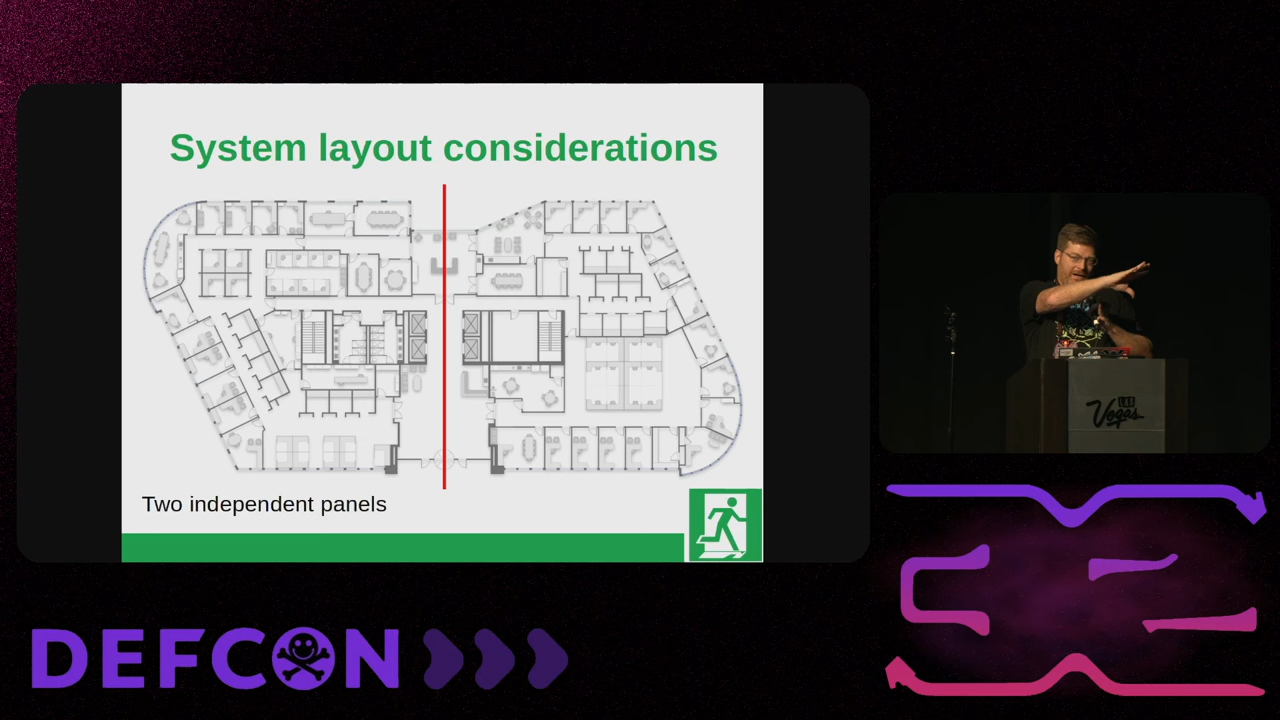 System layout considerations
Two independent panels
LAS
Vegas
DEFCON